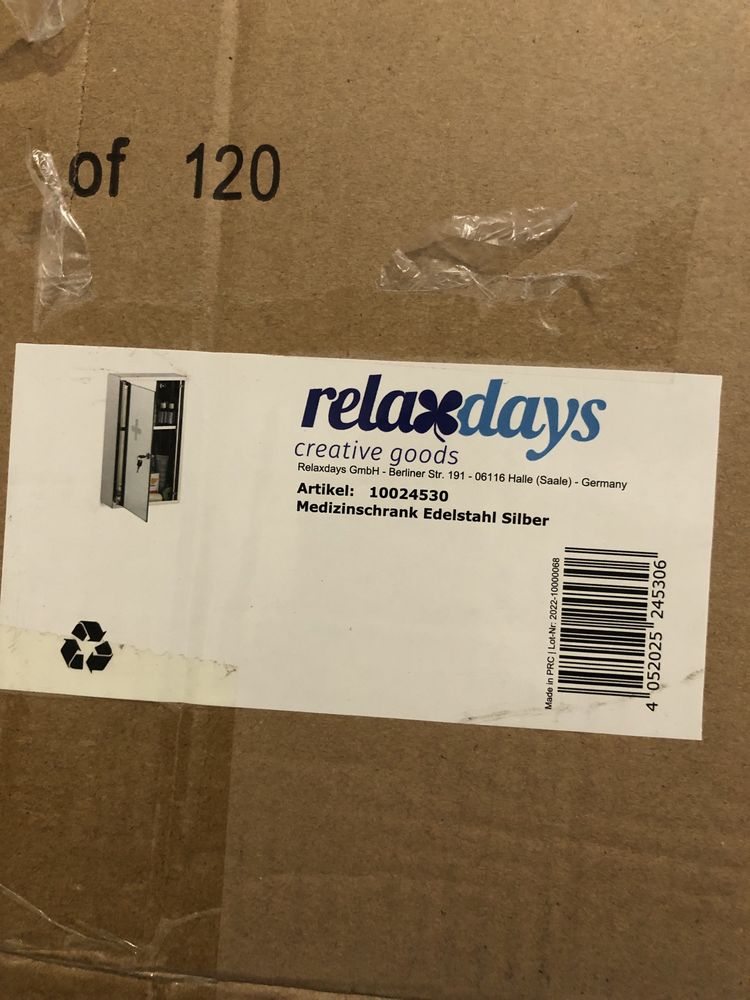 of 120
relaxdays
creative goods
Relaxdays GmbH - Berliner Str. 191 - 06116 Halle (Saale) - Germany
Artikel: 10024530
Medizinschrank Edelstahl Silber
Made in PRC | Lot-Nr: 2022-10000068
4 052025 245306